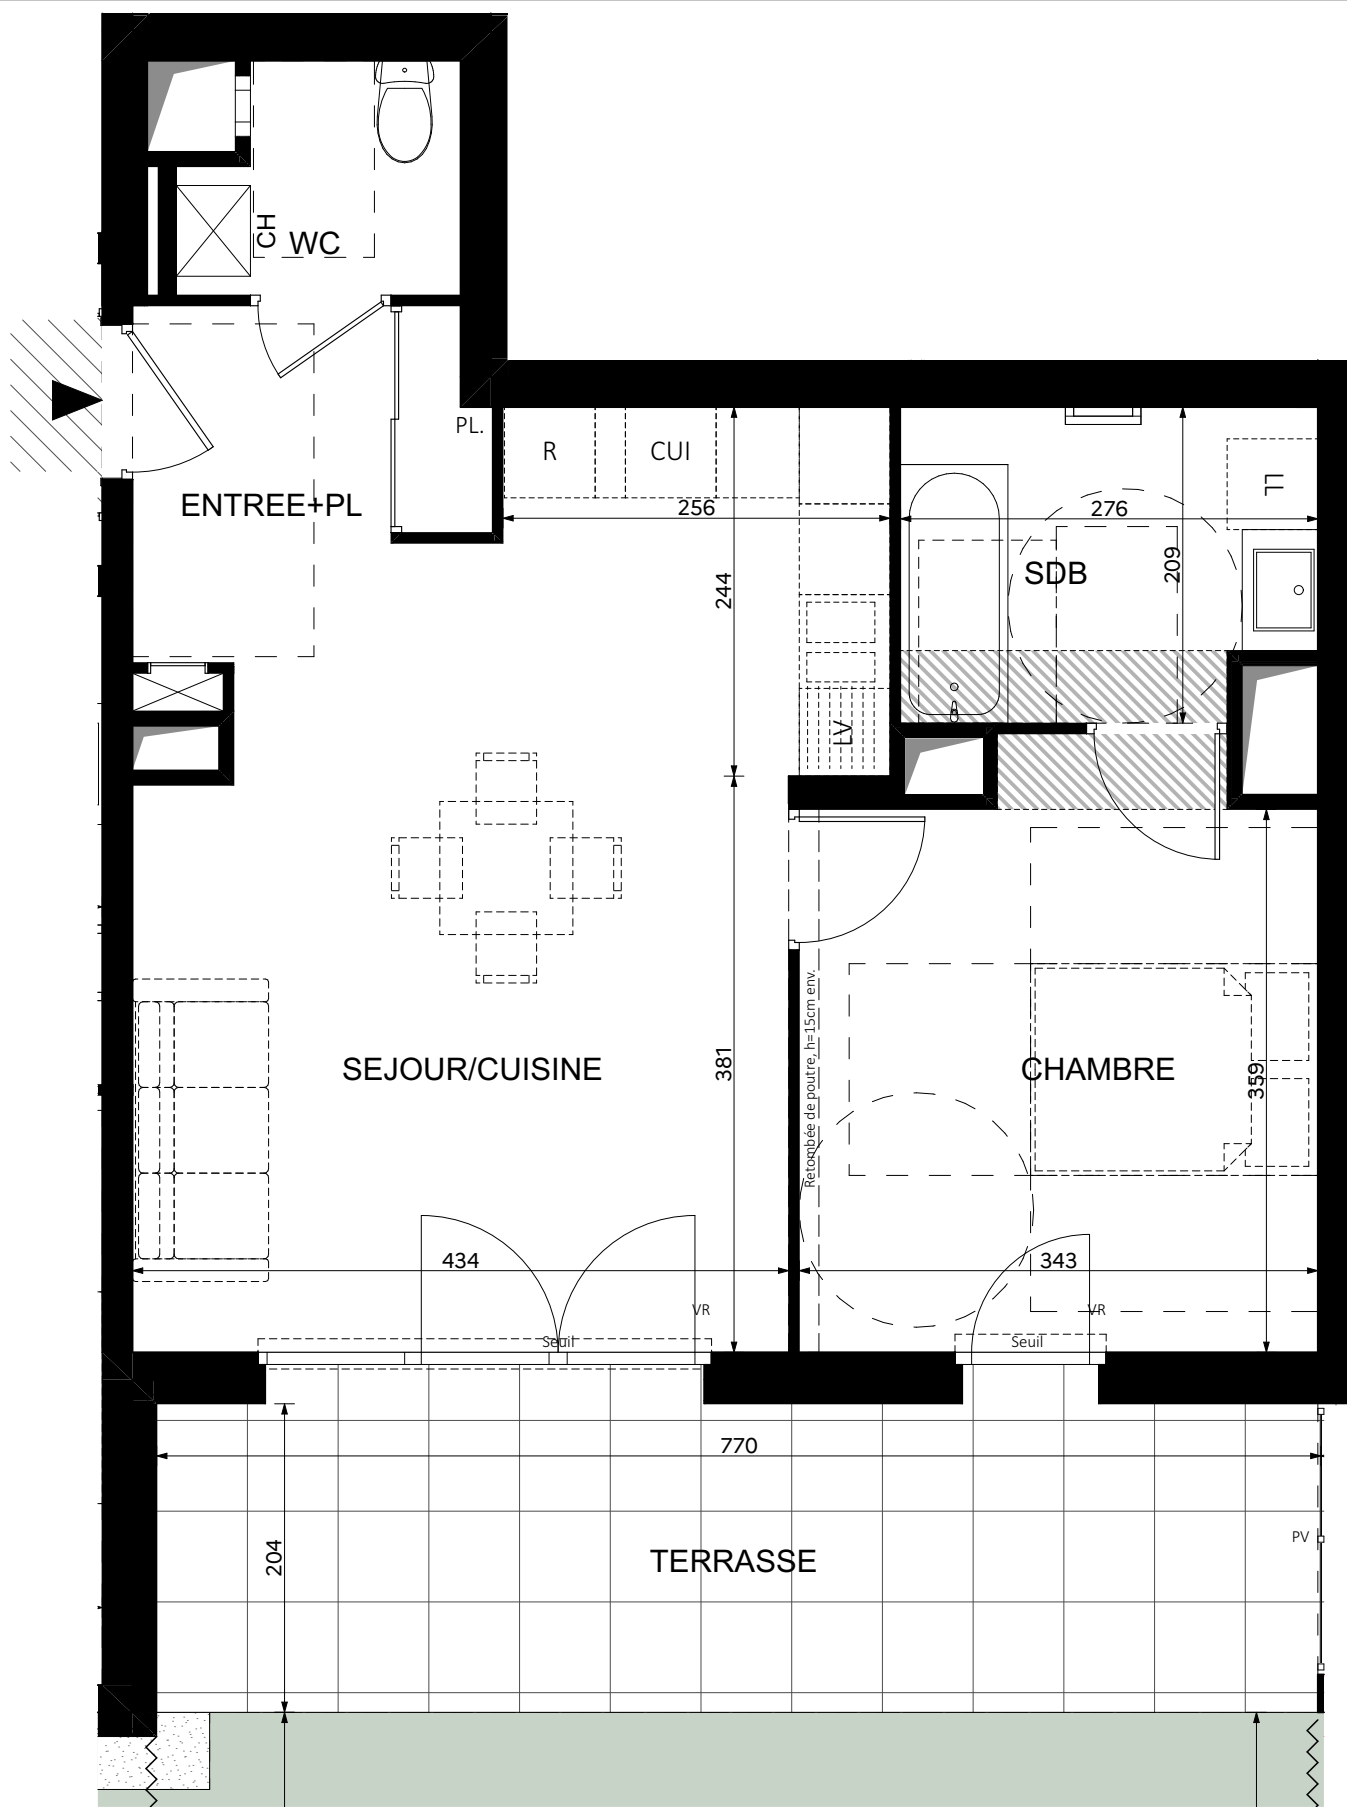 CH
WC
PL.
R
CUI
ENTREE+PL
256
276
LL
244
SDB
209
LV
Retombée de poutre, h=15cm env.
SEJOUR/CUISINE
381
CHAMBRE
359
434
343
VR
VR
Seuil
Seuil
770
204
TERRASSE
PV